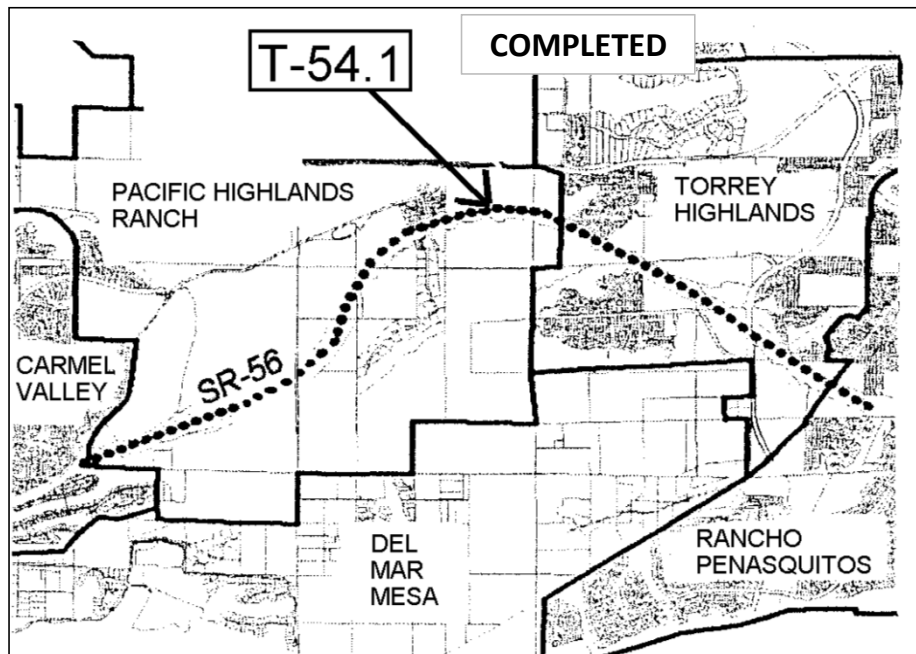 COMPLETED
T-54.1
PACIFIC HIGHLANDS
RANCH
TORREY
HIGHLANDS
CARMEL
VALLEY
SR-56
DEL
MAR
MESA
RANCHO
PENASQUITOS